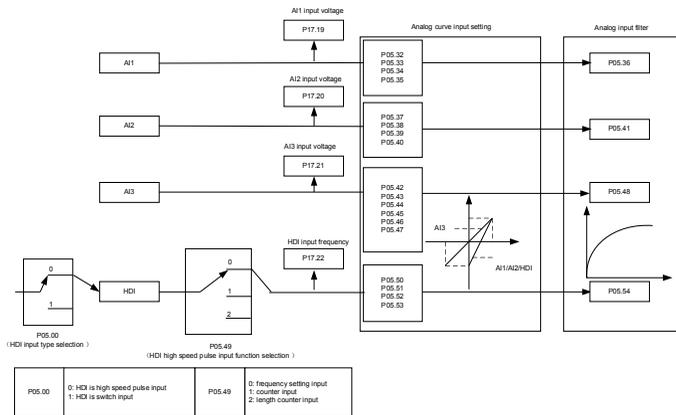 AI1 input voltage
Analog curve input setting
Analog input filter
P17.19
AI1
P05.32
P05.33
P05.34
P05.35
P05.36
AI2 input voltage
P17.20
AI2
P05.37
P05.38
P05.39
P05.40
P05.41
AI3 input voltage
P17.21
AI3
P05.42
P05.43
P05.44
P05.45
P05.46
P05.47
P05.48
AI3
AI1/AI2/HDI
HDI input frequency
P17.22
0
1
HDI
0
1
2
P05.50
P05.51
P05.52
P05.53
P05.54
P05.00
(HDI input type selection )
P05.49
(HDI high speed pulse input function selection )
P05.00
0: HDI is high speed pulse input
1: HDI is switch input
P05.49
0: frequency setting input
1: counter input
2: length counter input